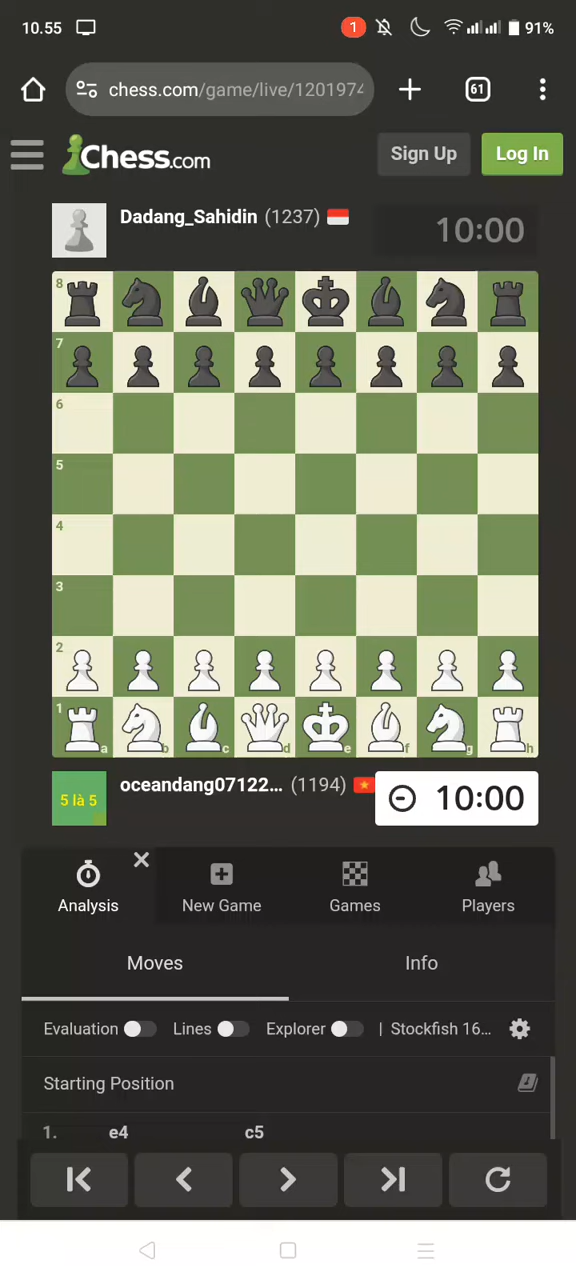 10.55
1
91%
chess.com/game/live/1201974
61
Chess.com
Sign Up
Log In
Dadang_Sahidin (1237)
10:00
8
7
6
5
4
3
2
1
a b c d e f g h
5 là 5
oceandang07122... (1194)
10:00
Analysis
New Game
Games
Players
Moves
Info
Evaluation
Lines
Explorer
| Stockfish 16...
Starting Position
1. e4 c5